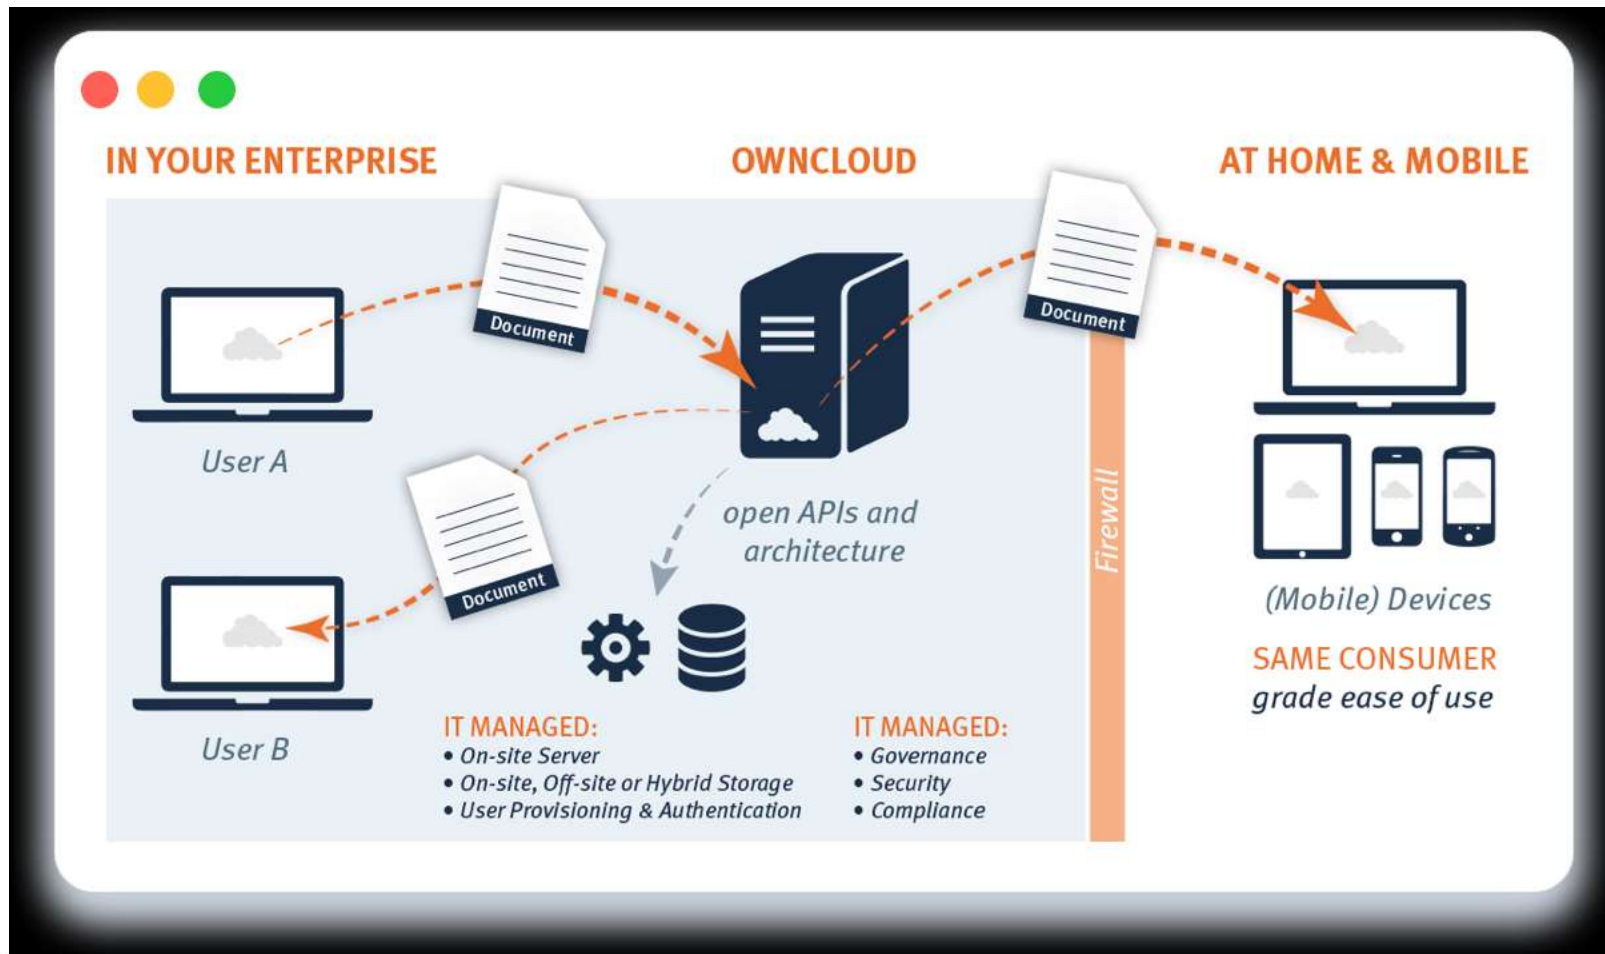 IN YOUR ENTERPRISE
OWNCLOUD
AT HOME & MOBILE
Document
Document
User A
open APIs and
architecture
Document
Firewall
(Mobile) Devices
SAME CONSUMER
grade ease of use
User B
IT MANAGED:
• On-site Server
• On-site, Off-site or Hybrid Storage
• User Provisioning & Authentication
IT MANAGED:
• Governance
• Security
• Compliance